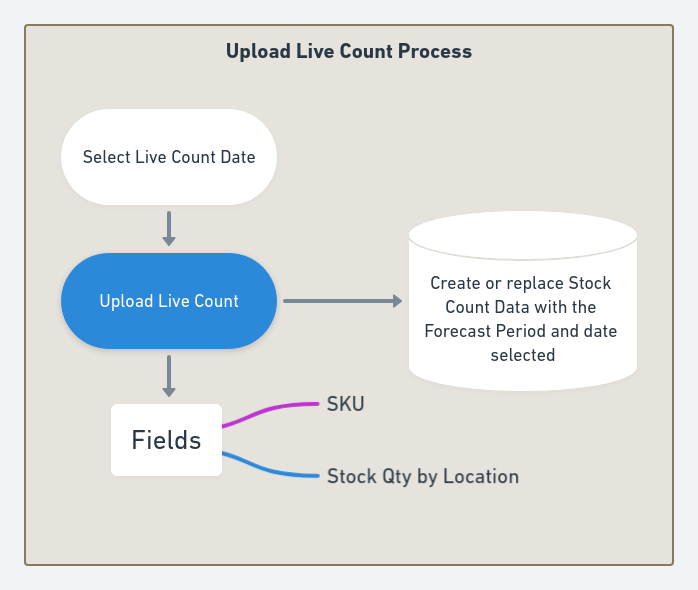 Upload Live Count Process
Select Live Count Date
Upload Live Count
Create or replace Stock
Count Data with the
Forecast Period and date
selected
Fields
SKU
Stock Qty by Location